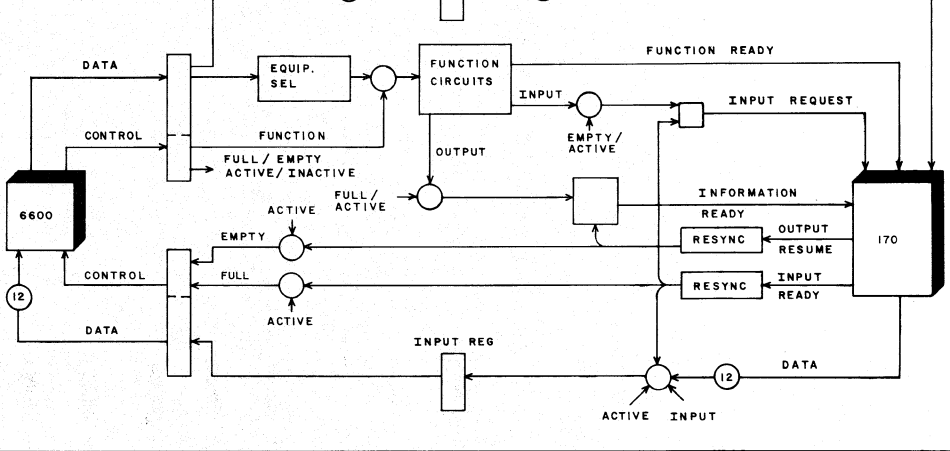 FUNCTION READY
DATA
EQUIP.
SEL
FUNCTION
CIRCUITS
INPUT
INPUT REQUEST
CONTROL
FUNCTION
EMPTY/
ACTIVE
FULL/ EMPTY
ACTIVE/INACTIVE
OUTPUT
6600
FULL/
ACTIVE
INFORMATION
READY
ACTIVE
EMPTY
RESYNC
OUTPUT
RESUME
170
CONTROL
FULL
RESYNC
INPUT
READY
12
ACTIVE
DATA
INPUT REG
DATA
12
ACTIVE
INPUT